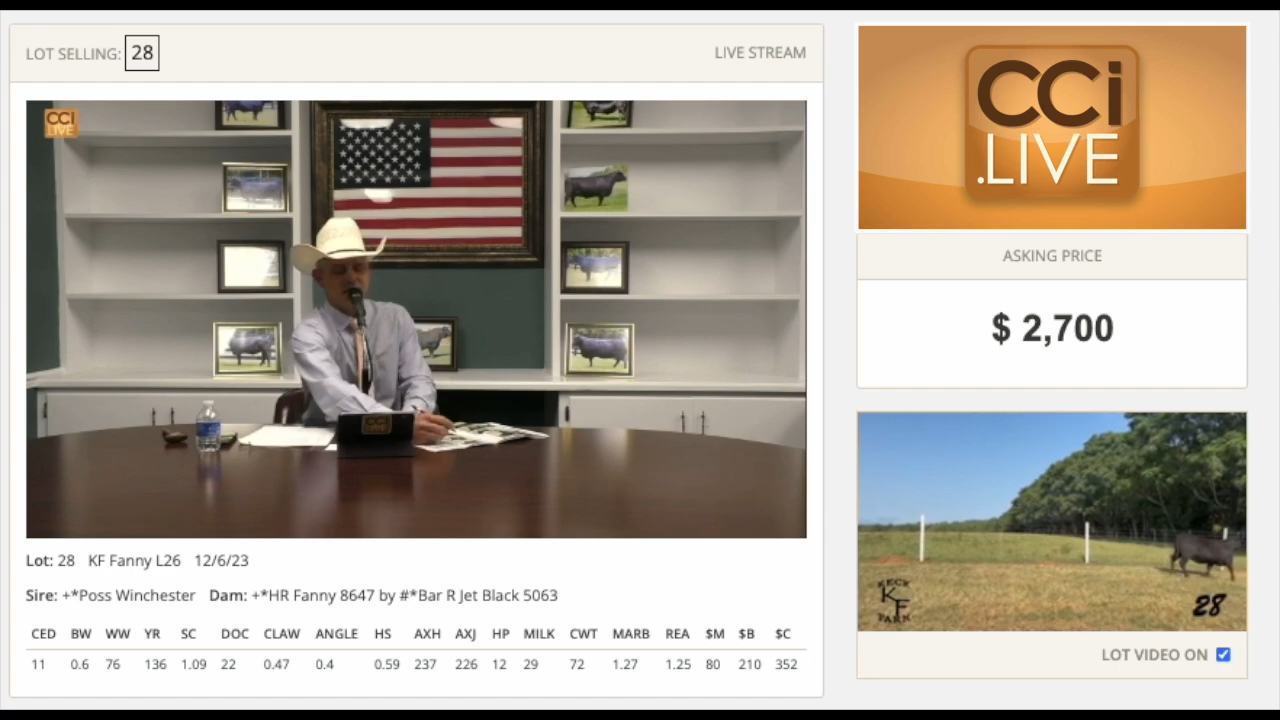 LOT SELLING: 28
LIVE STREAM
CCi
LIVE
CCi
.LIVE
ASKING PRICE
$ 2,700
CCi
Lot: 28 KF Fanny L26 12/6/23
Sire: +*Poss Winchester Dam: +*HR Fanny 8647 by #*Bar R Jet Black 5063
CED BW WW YR SC DOC CLAW ANGLE HS AXH AXJ HP MILK CWT MARB REA $M $B $C
11 0.6 76 136 1.09 22 0.47 0.4 0.59 237 226 12 29 72 1.27 1.25 80 210 352
KECK
KF
FARM
28
LOT VIDEO ON